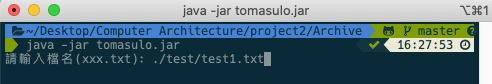 java -jar tomasulo.jar ⌥⌘1
~/Desktop/Computer Architecture/project2/Archive master ?
java -jar tomasulo.jar ✓ 16:27:53
請輸入檔名(xxx.txt): ./test/test1.txt